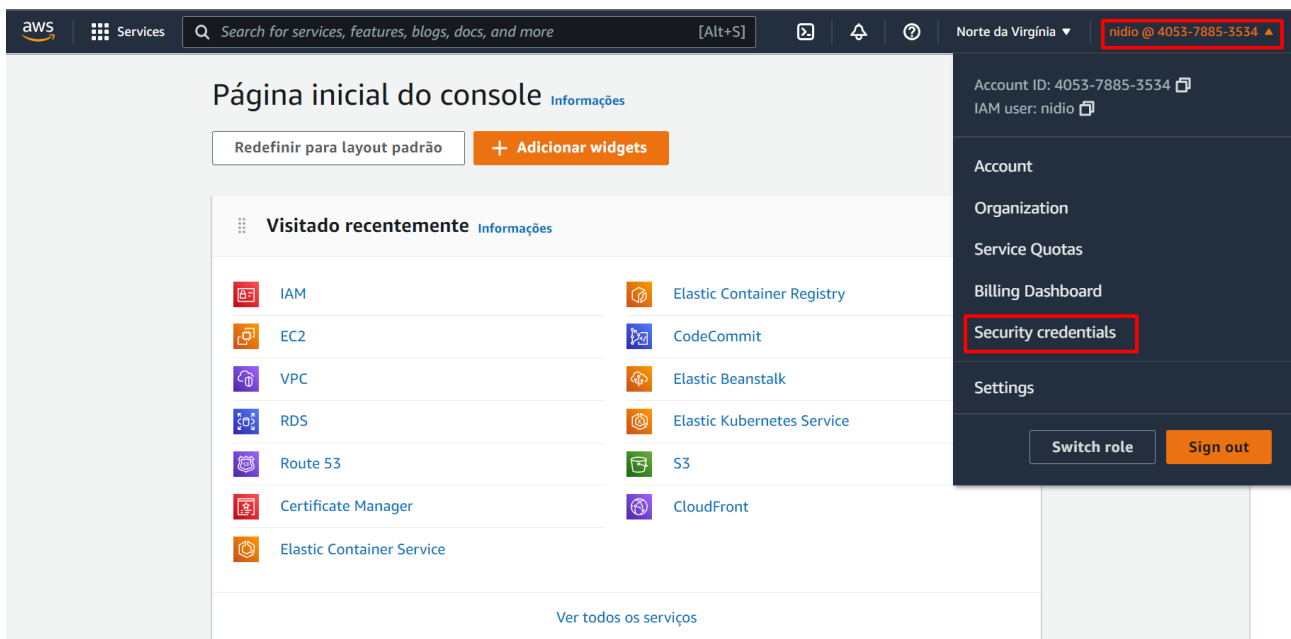 aws
Services
Search for services, features, blogs, docs, and more
[Alt+S]
Norte da Virgínia
nidio @ 4053-7885-3534
Account ID: 4053-7885-3534
IAM user: nidio
Account
Organization
Service Quotas
Billing Dashboard
Security credentials
Settings
Switch role
Sign out
Página inicial do console
Informações
Redefinir para layout padrão
+ Adicionar widgets
Visitado recentemente
Informações
IAM
EC2
VPC
RDS
Route 53
Certificate Manager
Elastic Container Service
Elastic Container Registry
CodeCommit
Elastic Beanstalk
Elastic Kubernetes Service
S3
CloudFront
Ver todos os serviços